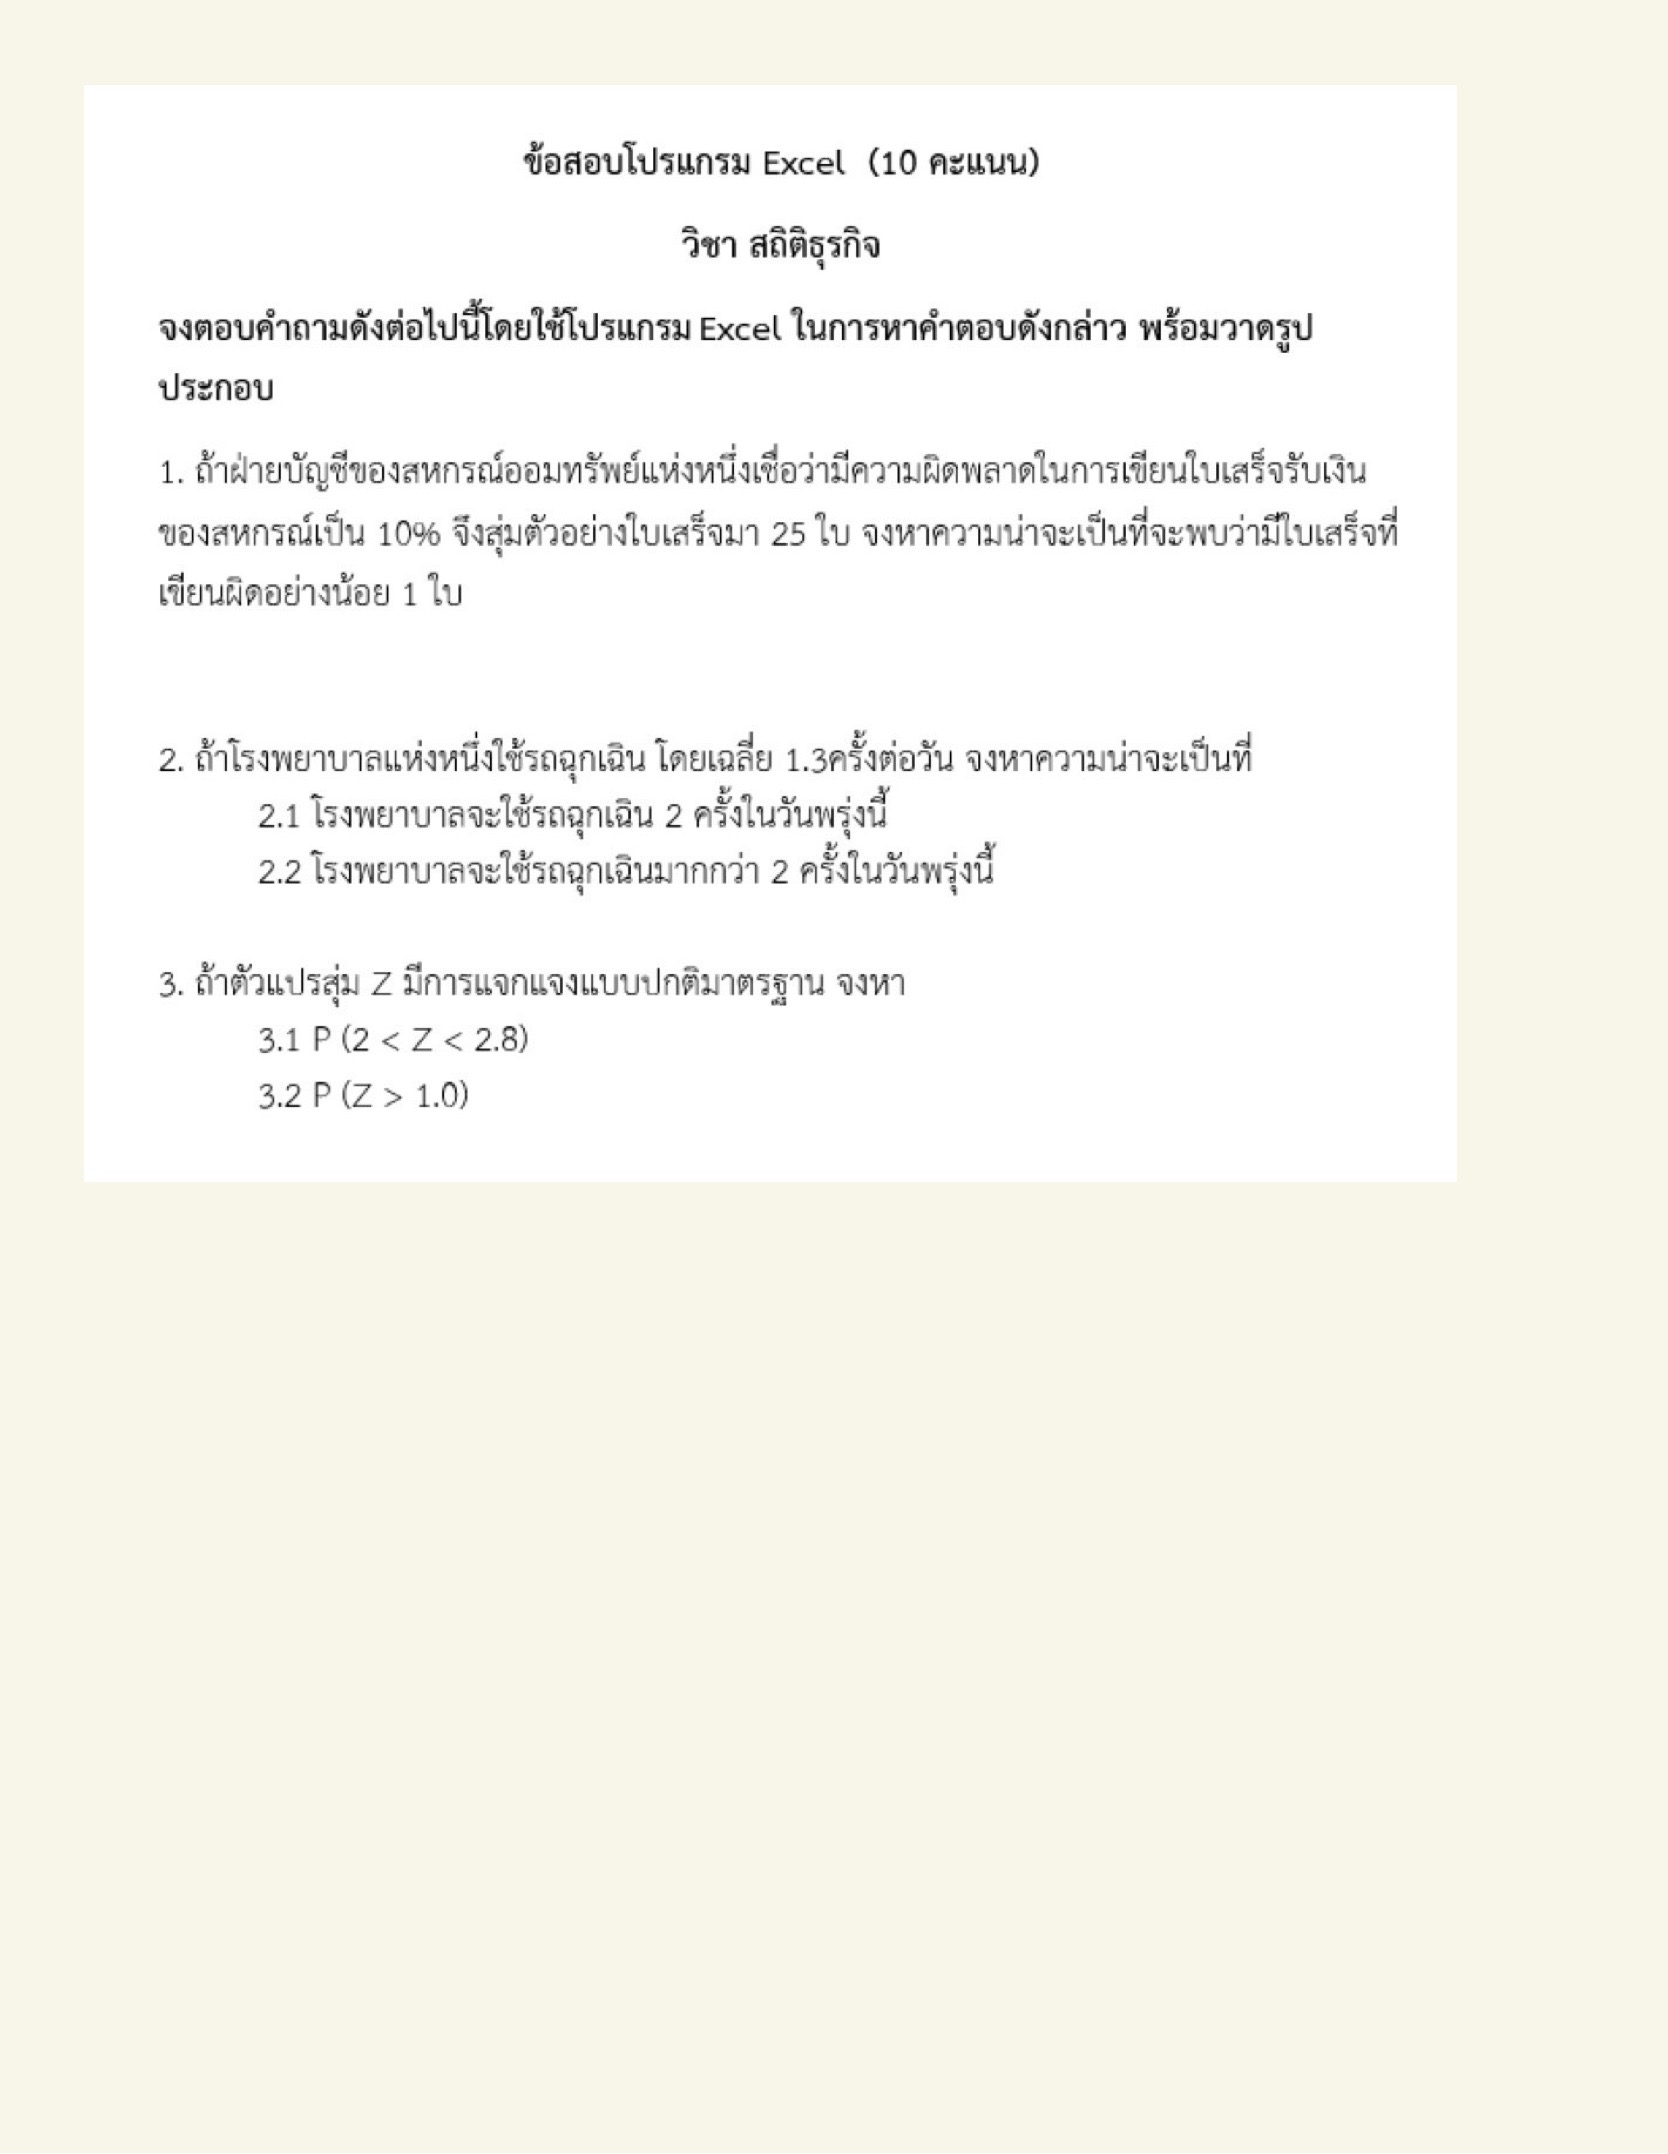 ข้อสอบโปรแกรม Excel (10 คะแนน)
วิชา สถิติธุรกิจ
จงตอบคำถามดังต่อไปนี้โดยใช้โปรแกรม Excel ในการหาคำตอบดังกล่าว พร้อมวาดรูป
ประกอบ
1. ถ้าฝ่ายบัญชีของสหกรณ์ออมทรัพย์แห่งหนึ่งเชื่อว่ามีความผิดพลาดในการเขียนใบเสร็จรับเงิน
ของสหกรณ์เป็น 10% จึงสุ่มตัวอย่างใบเสร็จมา 25 ใบ จงหาความน่าจะเป็นที่จะพบว่ามีใบเสร็จที่
เขียนผิดอย่างน้อย 1 ใบ
2. ถ้าโรงพยาบาลแห่งหนึ่งใช้รถฉุกเฉิน โดยเฉลี่ย 1.3ครั้งต่อวัน จงหาความน่าจะเป็นที่
2.1 โรงพยาบาลจะใช้รถฉุกเฉิน 2 ครั้งในวันพรุ่งนี้
2.2 โรงพยาบาลจะใช้รถฉุกเฉินมากกว่า 2 ครั้งในวันพรุ่งนี้
3. ถ้าตัวแปรสุ่ม Z มีการแจกแจงแบบปกติมาตรฐาน จงหา
3.1 P (2 < Z < 2.8)
3.2 P (Z > 1.0)